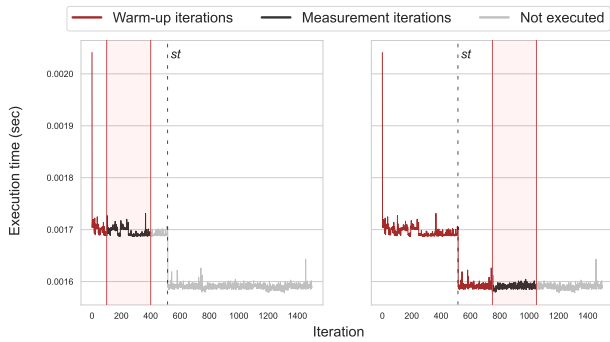 Warm-up iterations Measurement iterations Not executed
st st
0.0020
0.0019
0.0018
0.0017
0.0016
Execution time (sec)
0 200 400 600 800 1000 1200 1400 0 200 400 600 800 1000 1200 1400
Iteration